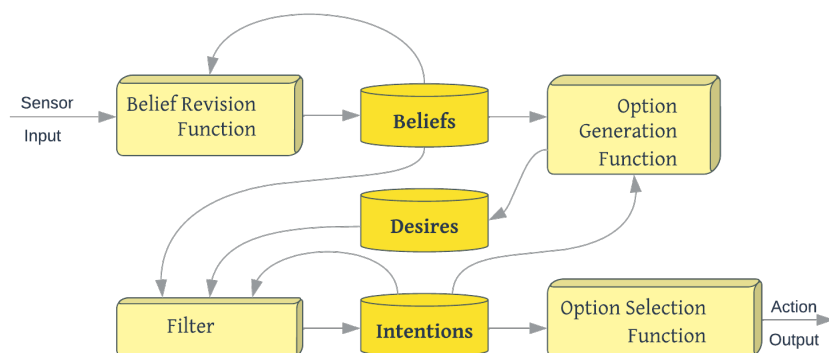 Sensor
Input
Belief Revision
Function
Beliefs
Option
Generation
Function
Desires
Filter
Intentions
Option Selection
Function
Action
Output